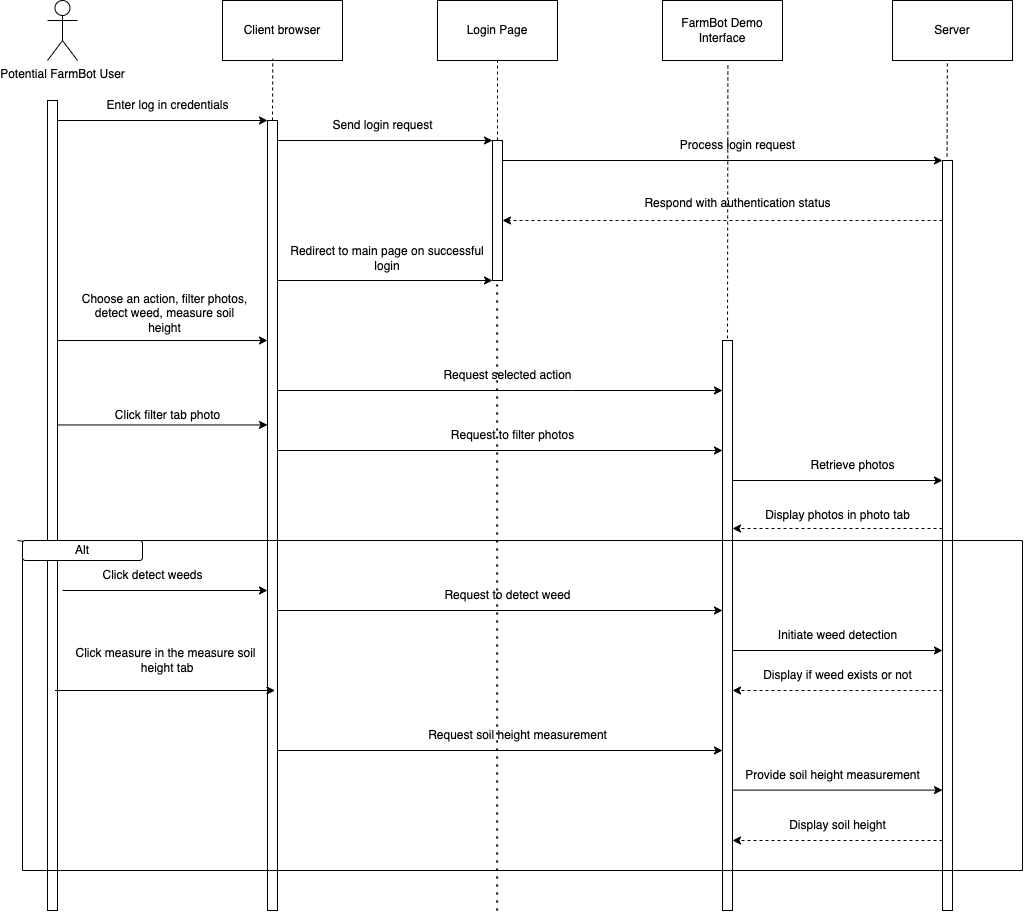 Potential FarmBot User
Client browser
Login Page
FarmBot Demo
Interface
Server
Enter log in credentials
Send login request
Process login request
Respond with authentication status
Redirect to main page on successful
login
Choose an action, filter photos,
detect weed, measure soil
height
Request selected action
Click filter tab photo
Request to filter photos
Retrieve photos
Display photos in photo tab
Alt
Click detect weeds
Request to detect weed
Initiate weed detection
Click measure in the measure soil
height tab
Display if weed exists or not
Request soil height measurement
Provide soil height measurement
Display soil height